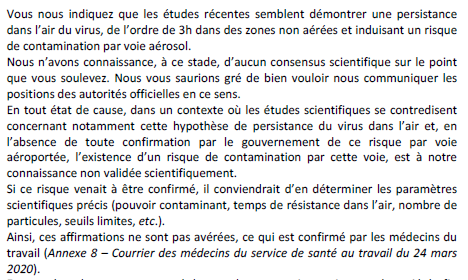 Vous nous indiquez que les études récentes semblent démontrer une persistance
dans l'air du virus, de l'ordre de 3h dans des zones non aérées et induisant un risque
de contamination par voie aérosol.
Nous n'avons connaissance, à ce stade, d'aucun consensus scientifique sur le point
que vous soulevez. Nous vous saurions gré de bien vouloir nous communiquer les
positions des autorités officielles en ce sens.
En tout état de cause, dans un contexte où les études scientifiques se contredisent
concernant notamment cette hypothèse de persistance du virus dans l'air et, en
l'absence de toute confirmation par le gouvernement de ce risque par voie
aéroportée, l'existence d'un risque de contamination par cette voie, est à notre
connaissance non validée scientifiquement.
Si ce risque venait à être confirmé, il conviendrait d'en déterminer les paramètres
scientifiques précis (pouvoir contaminant, temps de résistance dans l'air, nombre de
particules, seuils limites, etc.).
Ainsi, ces affirmations ne sont pas avérées, ce qui est confirmé par les médecins du
travail (Annexe 8 – Courrier des médecins du service de santé au travail du 24 mars
2020).